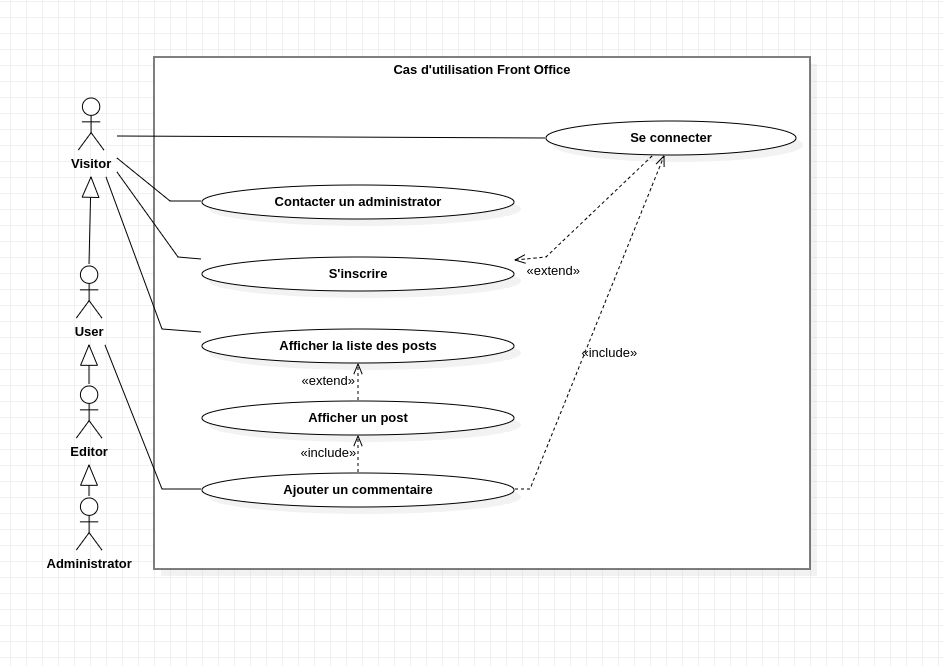 Cas d'utilisation Front Office
Visitor
Se connecter
Contacter un administrator
S'inscrire
«extend»
User
Afficher la liste des posts
«include»
«extend»
Afficher un post
Editor
«include»
Ajouter un commentaire
Administrator